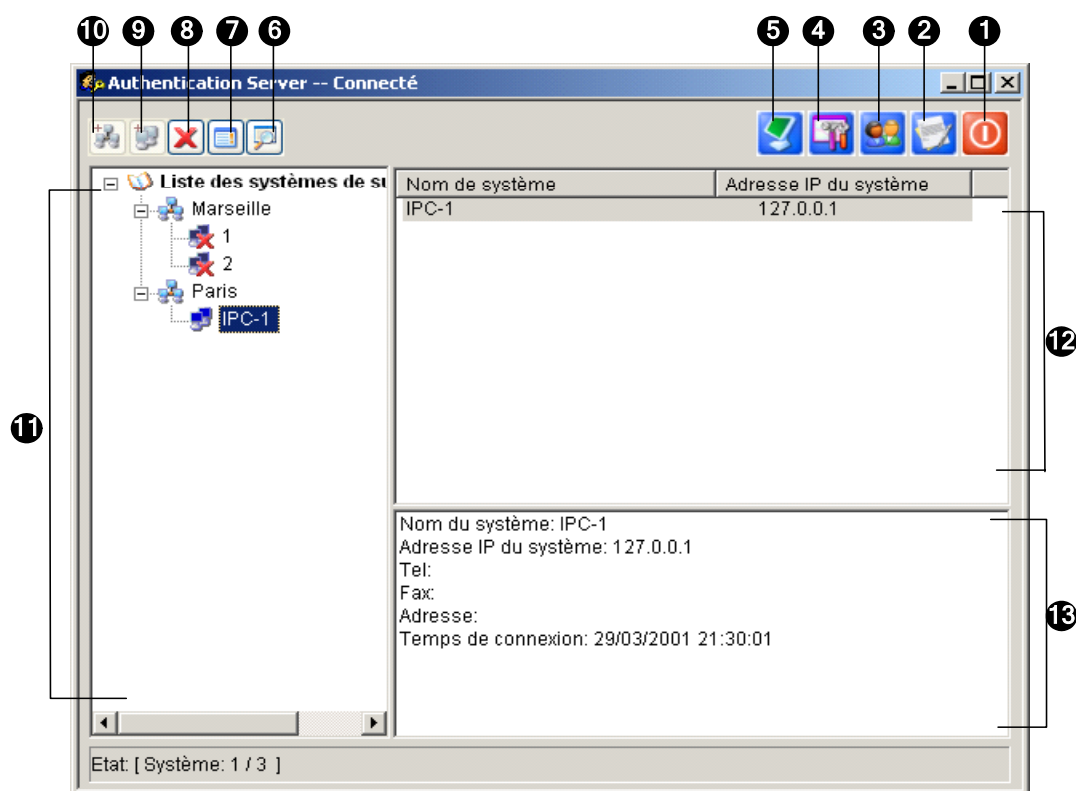 10 9 8 7 6 5 4 3 2 1
Authentication Server -- Connecté
Liste des systèmes de su
Marseille
1
2
Paris
IPC-1
Nom de système Adresse IP du système
IPC-1 127.0.0.1
12
11
Nom du système: IPC-1
Adresse IP du système: 127.0.0.1
Tel:
Fax:
Adresse:
Temps de connexion: 29/03/2001 21:30:01
13
Etat: [ Système: 1 / 3 ]